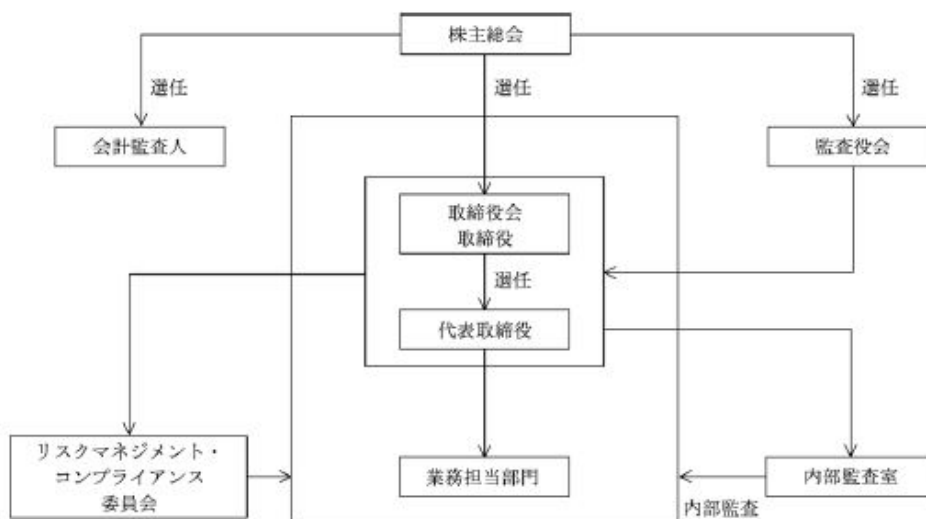 株主総会
選任
選任
選任
会計監査人
監査役会
取締役会
取締役
選任
代表取締役
リスクマネジメント・
コンプライアンス
委員会
業務担当部門
内部監査室
内部監査